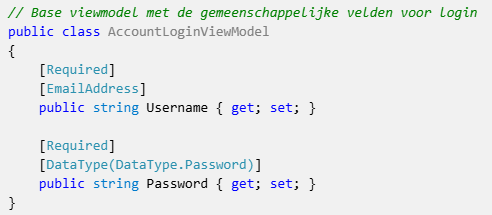 // Base viewmodel met de gemeenschappelijke velden voor login
public class AccountLoginViewModel
{
    [Required]
    [EmailAddress]
    public string Username { get; set; }

    [Required]
    [DataType(DataType.Password)]
    public string Password { get; set; }
}